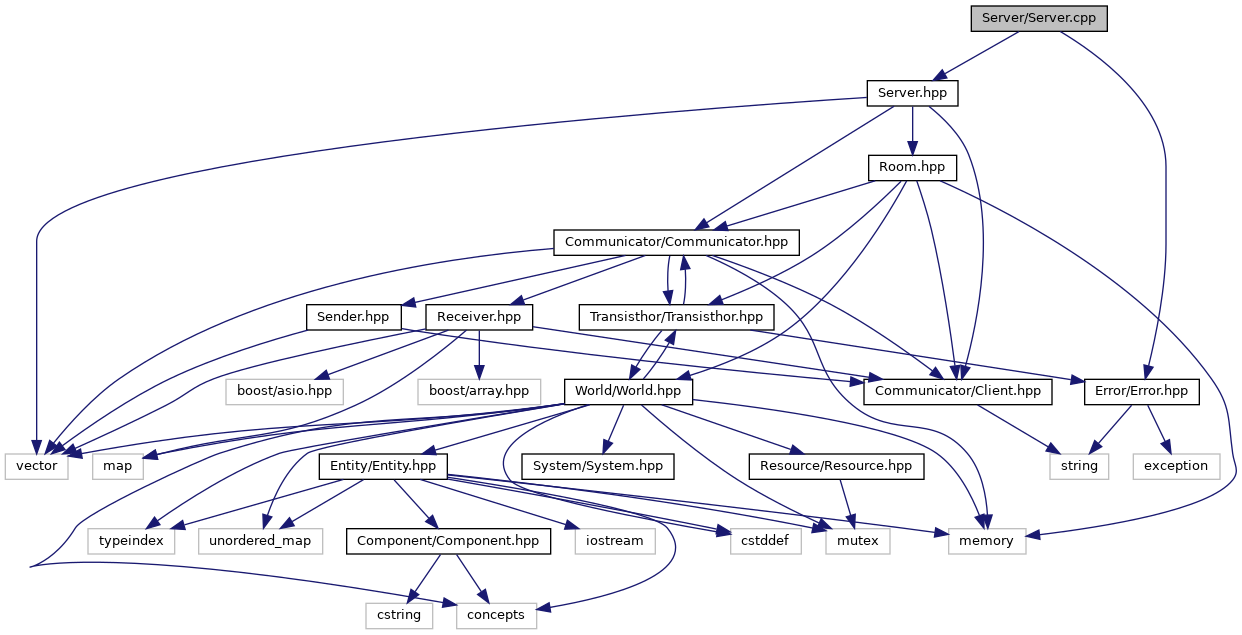 Server/Server.cpp
Server.hpp
Room.hpp
Communicator/Communicator.hpp
Sender.hpp
Receiver.hpp
Transisthor/Transisthor.hpp
boost/asio.hpp
boost/array.hpp
World/World.hpp
Communicator/Client.hpp
Error/Error.hpp
vector
map
Entity/Entity.hpp
System/System.hpp
Resource/Resource.hpp
string
exception
typeindex
unordered_map
Component/Component.hpp
iostream
cstddef
mutex
memory
cstring
concepts